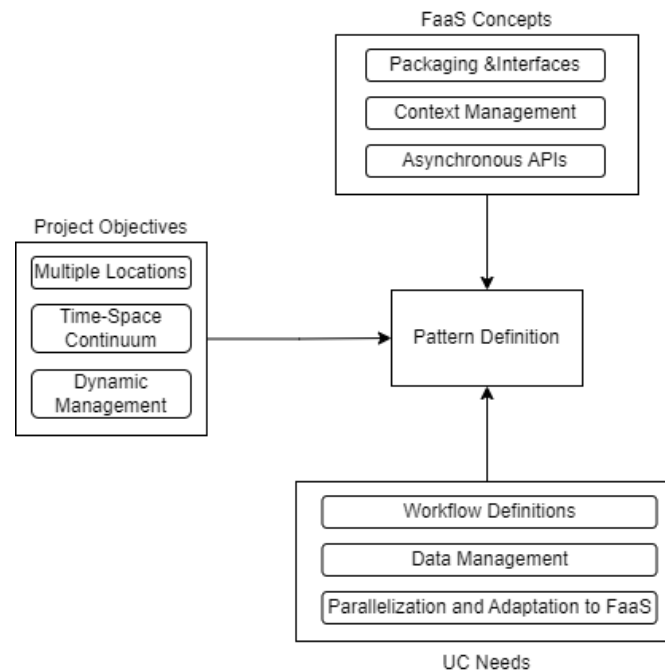 FaaS Concepts
Packaging &Interfaces
Context Management
Asynchronous APIs
Project Objectives
Multiple Locations
Time-Space
Continuum
Dynamic
Management
Pattern Definition
Workflow Definitions
Data Management
Parallelization and Adaptation to FaaS
UC Needs